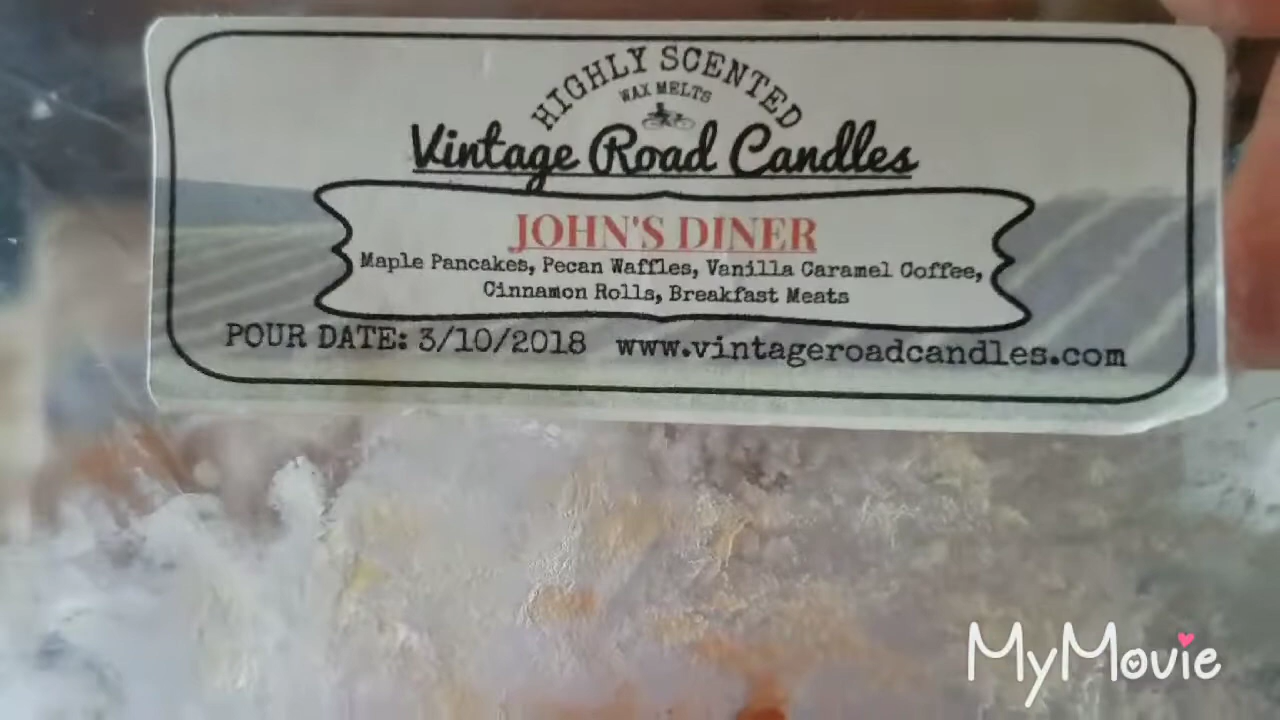 HIGHLY SCENTED
WAX MELTS
Vintage Road Candles
JOHN'S DINER
Maple Pancakes, Pecan Waffles, Vanilla Caramel Coffee,
Cinnamon Rolls, Breakfast Meats
POUR DATE: 3/10/2018 www.vintageroadcandles.com
MyMovie